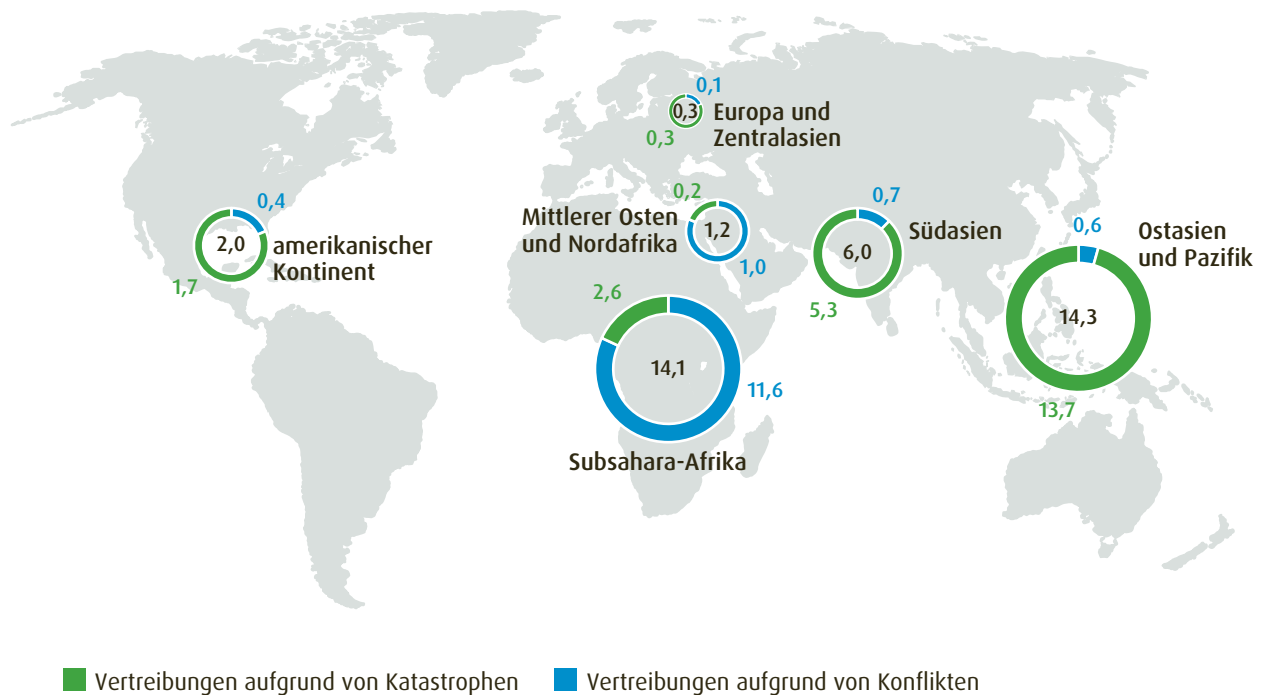 0,1
0,3
Europa und
Zentralasien
0,3
0,4
2,0
amerikanischer
Kontinent
1,7
0,2
Mittlerer Osten
und Nordafrika
1,2
1,0
0,7
Südasien
6,0
5,3
0,6
Ostasien
und Pazifik
14,3
13,7
2,6
14,1
11,6
Subsahara-Afrika
Vertreibungen aufgrund von Katastrophen
Vertreibungen aufgrund von Konflikten